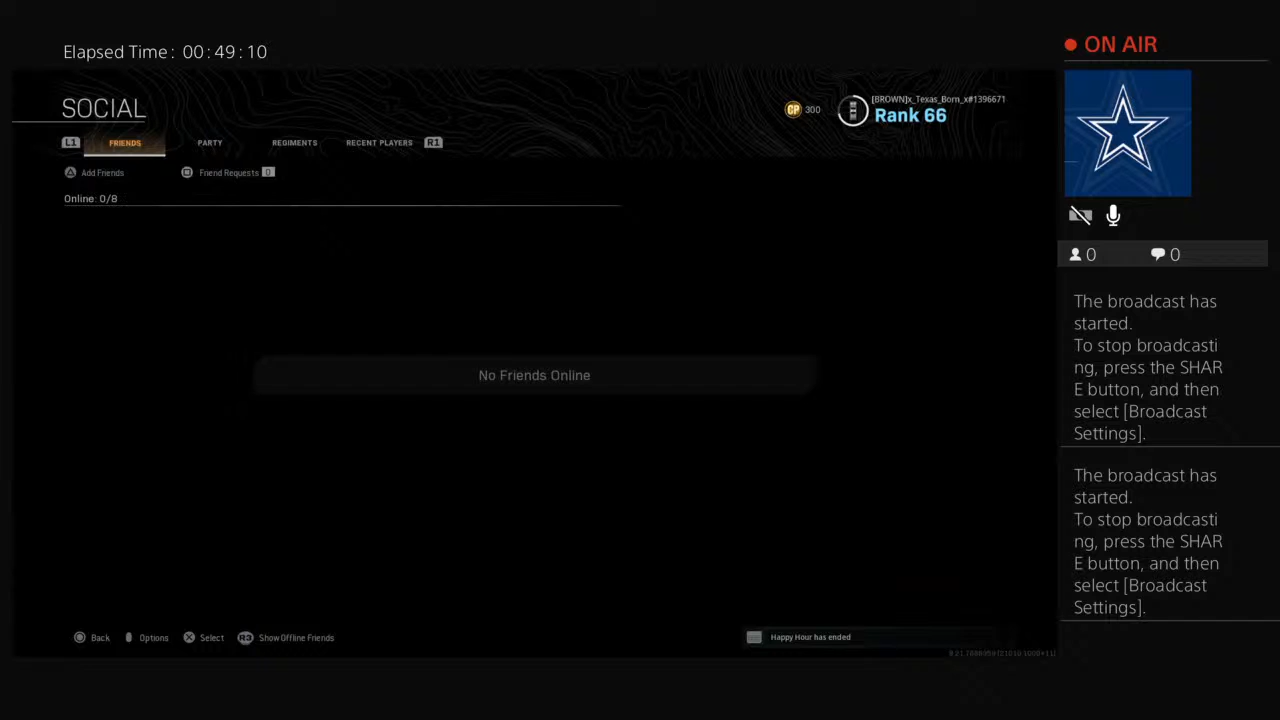 Elapsed Time: 00:49:10
ON AIR
SOCIAL
CP 300
[BROWN]x_Texas_Born_x#1396671
Rank 66
L1 FRIENDS PARTY REGIMENTS RECENT PLAYERS R1
Add Friends Friend Requests 0
Online: 0/8
0 0
No Friends Online
The broadcast has
started.
To stop broadcasti
ng, press the SHAR
E button, and then
select [Broadcast
Settings].
The broadcast has
started.
To stop broadcasti
ng, press the SHAR
E button, and then
select [Broadcast
Settings].
Back Options Select R3 Show Offline Friends
Happy Hour has ended